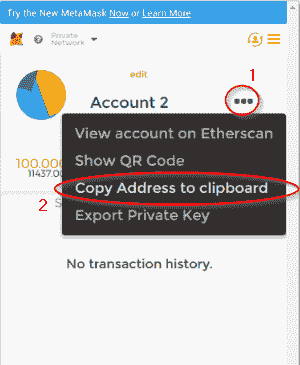 Try the New MetaMask Now or Learn More
Private
Network
1
edit
Account 2
View account on Etherscan
Show QR Code
100.000
11437.00
Copy Address to clipboard
2
Export Private Key
No transaction history.